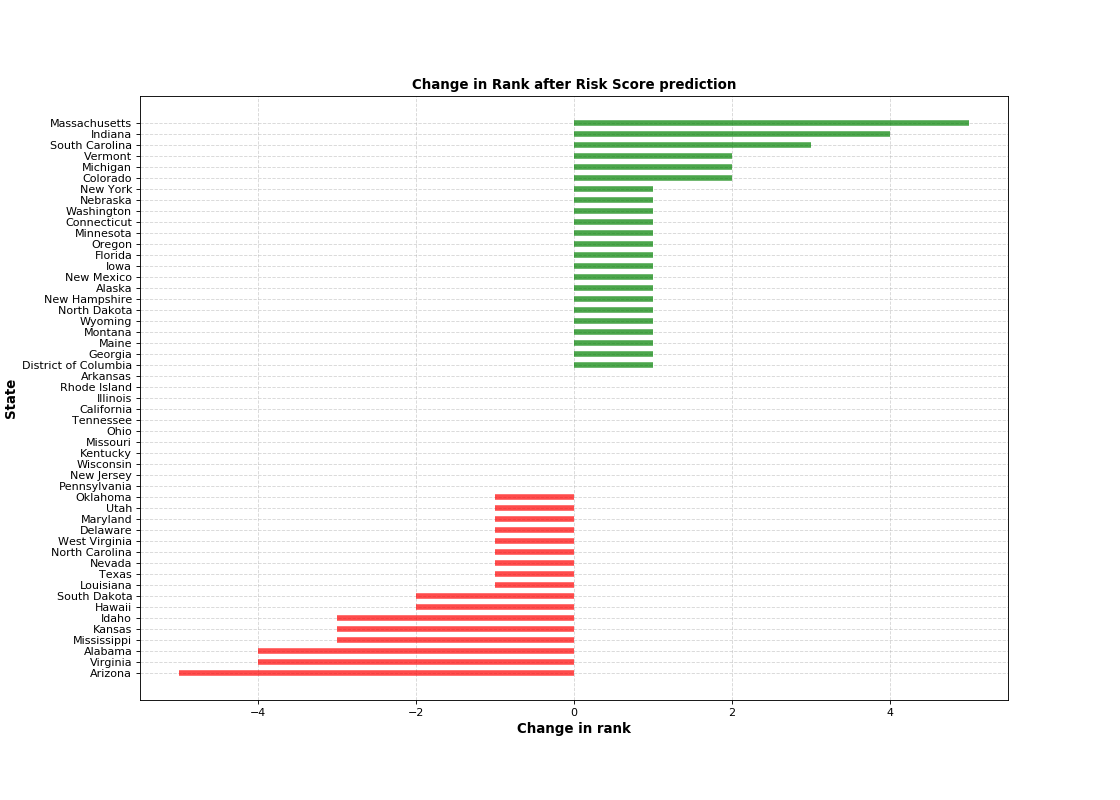 Change in Rank after Risk Score prediction
Massachusetts
Indiana
South Carolina
Vermont
Michigan
Colorado
New York
Nebraska
Washington
Connecticut
Minnesota
Oregon
Florida
Iowa
New Mexico
Alaska
New Hampshire
North Dakota
Wyoming
Montana
Maine
Georgia
District of Columbia
Arkansas
Rhode Island
Illinois
California
Tennessee
Ohio
Missouri
Kentucky
Wisconsin
New Jersey
Pennsylvania
Oklahoma
Utah
Maryland
Delaware
West Virginia
North Carolina
Nevada
Texas
Louisiana
South Dakota
Hawaii
Idaho
Kansas
Mississippi
Alabama
Virginia
Arizona
State
−4 −2 0 2 4
Change in rank